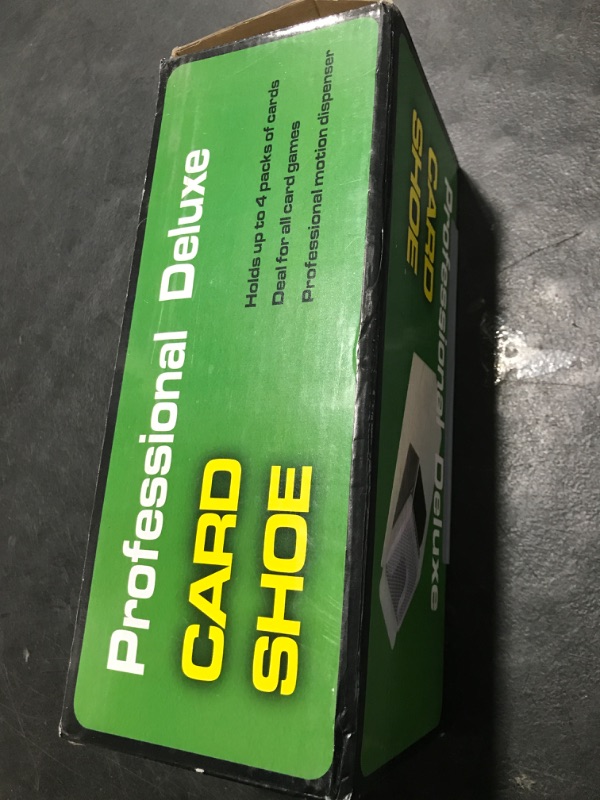 Professional Deluxe
CARD
SHOE
Holds up to 4 packs of cards
Deal for all card games
Professional motion dispenser
Professional Deluxe
CARD
SHOE